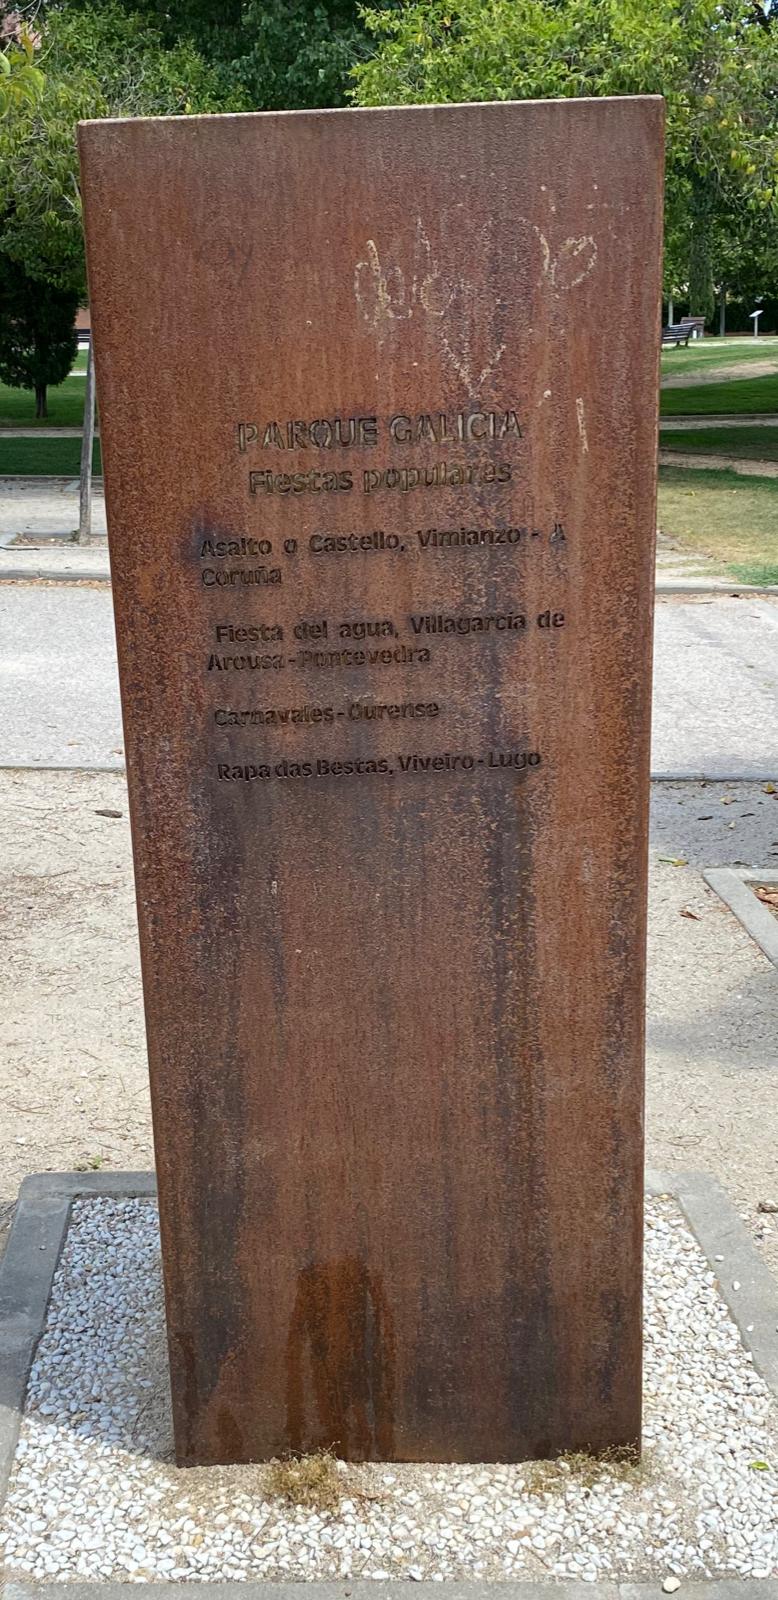 PARQUE GALICIA
Fiestas populares
Asalto o Castello, Vimianzo - A
Coruña
Fiesta del agua, Villagarcia de
Arousa - Pontevedra
Carnavales - Ourense
Rapa das Bestas, Viveiro - Lugo